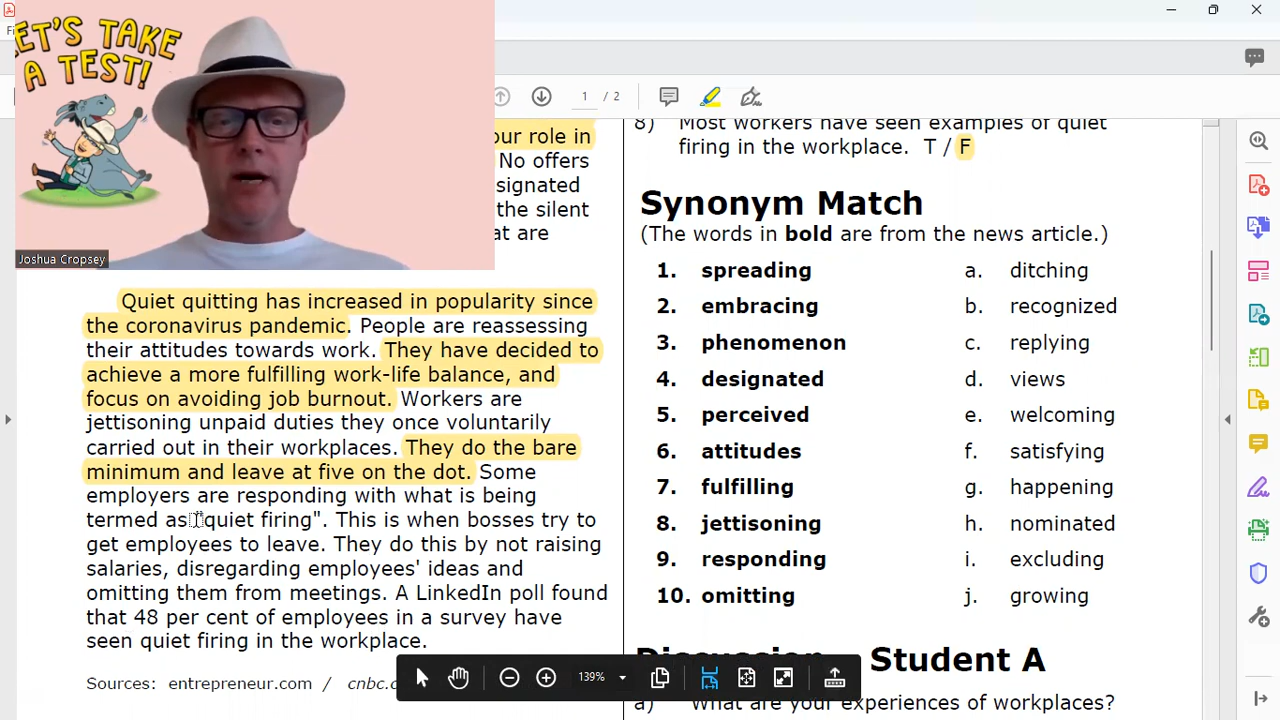 LET'S TAKE
A TEST!
Joshua Cropsey
1 / 2
our role in
No offers
signated
the silent
at are
Quiet quitting has increased in popularity since
the coronavirus pandemic. People are reassessing
their attitudes towards work. They have decided to
achieve a more fulfilling work-life balance, and
focus on avoiding job burnout. Workers are
jettisoning unpaid duties they once voluntarily
carried out in their workplaces. They do the bare
minimum and leave at five on the dot. Some
employers are responding with what is being
termed as "quiet firing". This is when bosses try to
get employees to leave. They do this by not raising
salaries, disregarding employees' ideas and
omitting them from meetings. A LinkedIn poll found
that 48 per cent of employees in a survey have
seen quiet firing in the workplace.
Sources: entrepreneur.com / cnbc.c
8) Most workers have seen examples of quiet
firing in the workplace. T / F
Synonym Match
(The words in bold are from the news article.)
1. spreading a. ditching
2. embracing b. recognized
3. phenomenon c. replying
4. designated d. views
5. perceived e. welcoming
6. attitudes f. satisfying
7. fulfilling g. happening
8. jettisoning h. nominated
9. responding i. excluding
10. omitting j. growing
Discussion Student A
a) What are your experiences of workplaces?
139%